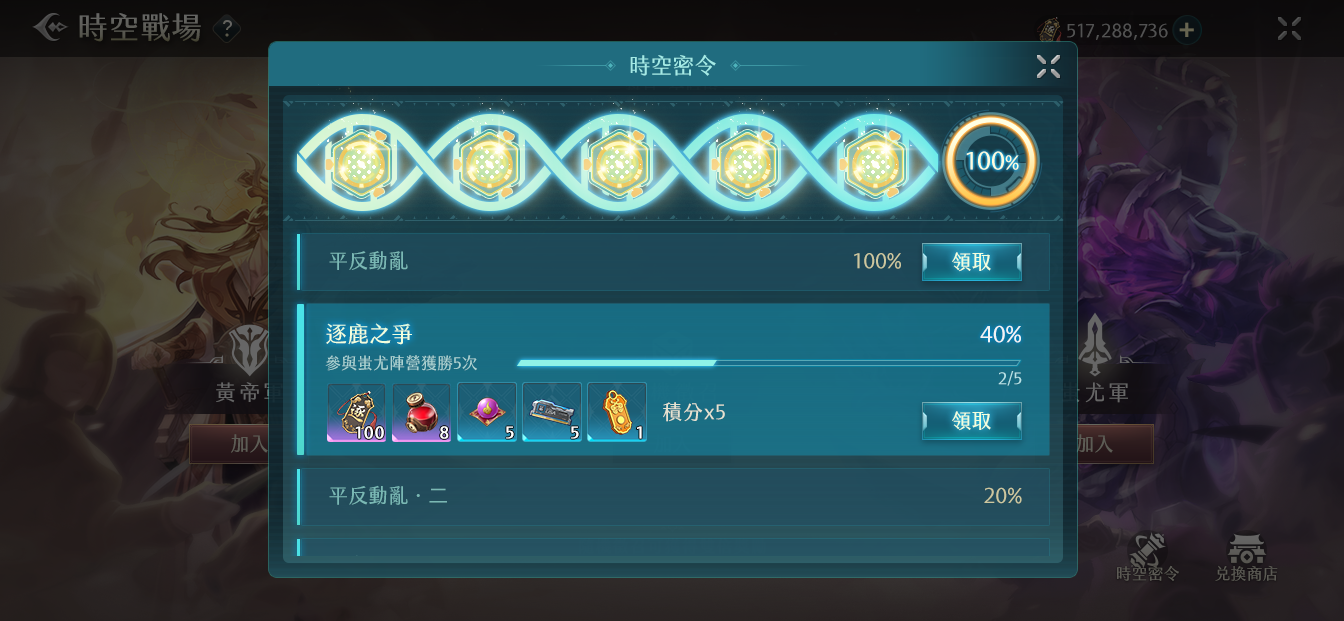 時空戰場 ?
517,288,736
時空密令
100%
平反動亂
100%
領取
逐鹿之爭
40%
參與蚩尤陣營獲勝5次
2/5
100
8
5
5
1
積分x5
領取
平反動亂·二
20%
黃帝軍
加入
尤軍
加入
時空密令
兌換商店